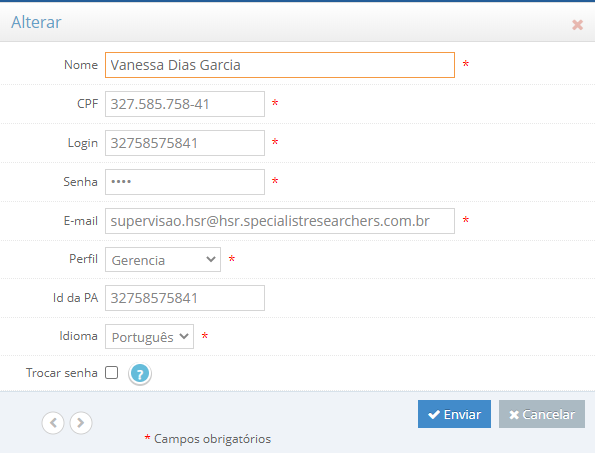 Alterar
Nome Vanessa Dias Garcia *
CPF 327.585.758-41 *
Login 32758575841 *
Senha •••• *
E-mail supervisao.hsr@hsr.specialistresearchers.com.br *
Perfil Gerencia *
Id da PA 32758575841
Idioma Português *
Trocar senha ?
Enviar Cancelar
* Campos obrigatórios